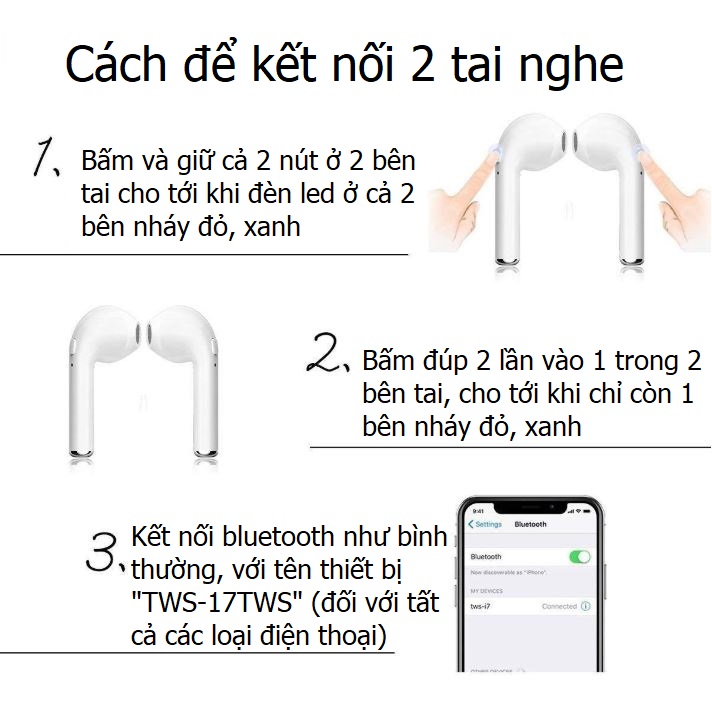 Cách để kết nối 2 tai nghe
1, Bấm và giữ cả 2 nút ở 2 bên
tai cho tới khi đèn led ở cả 2
bên nháy đỏ, xanh
2, Bấm đúp 2 lần vào 1 trong 2
bên tai, cho tới khi chỉ còn 1
bên nháy đỏ, xanh
3, Kết nối bluetooth như bình
thường, với tên thiết bị
"TWS-17TWS" (đối với tất
cả các loại điện thoại)
9:41
Settings Bluetooth
Bluetooth
Now discoverable as "iPhone".
MY DEVICES
tws-i7 Connected
OTHER DEVICES